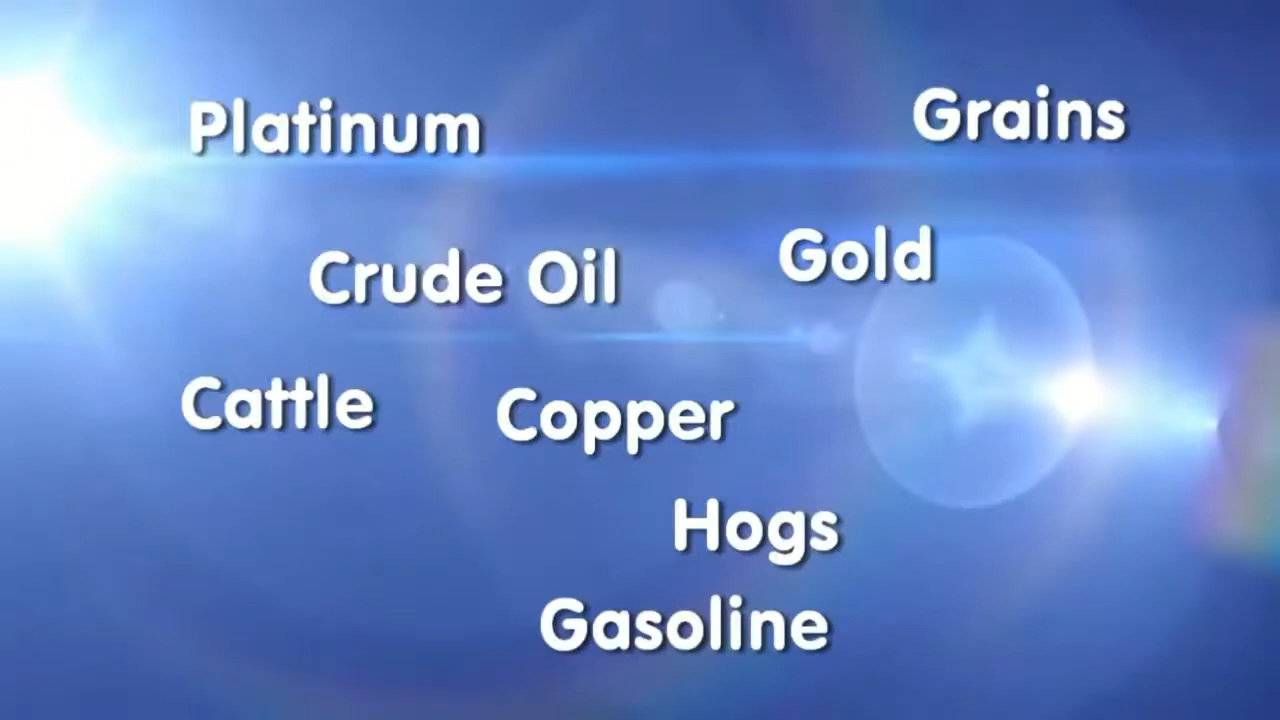 Platinum
Grains
Crude Oil
Gold
Cattle
Copper
Hogs
Gasoline